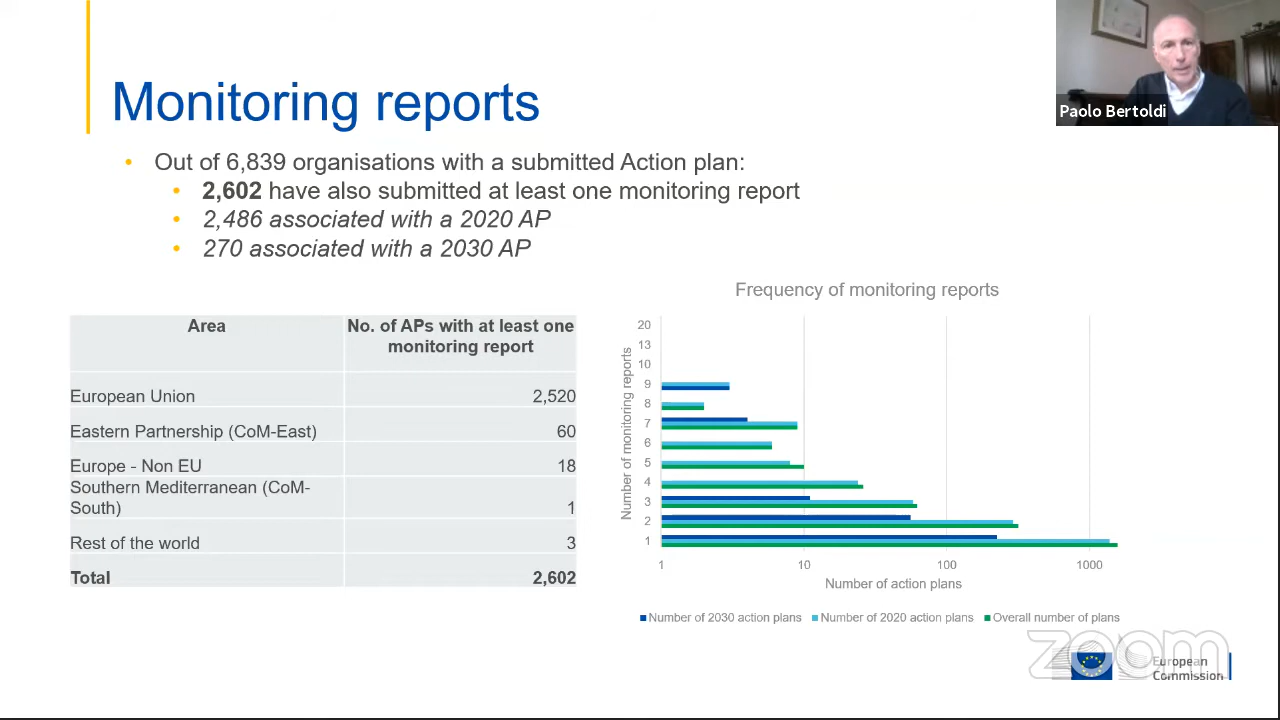 Monitoring reports
Paolo Bertoldi
• Out of 6,839 organisations with a submitted Action plan:
• 2,602 have also submitted at least one monitoring report
• 2,486 associated with a 2020 AP
• 270 associated with a 2030 AP
Area No. of APs with at least one
monitoring report
European Union 2,520
Eastern Partnership (CoM-East) 60
Europe - Non EU 18
Southern Mediterranean (CoM-
South) 1
Rest of the world 3
Total 2,602
Frequency of monitoring reports
Number of monitoring reports
20
13
10
9
8
7
6
5
4
3
2
1
1 10 100 1000
Number of action plans
Number of 2030 action plans Number of 2020 action plans Overall number of plans
zoom
European
Commission